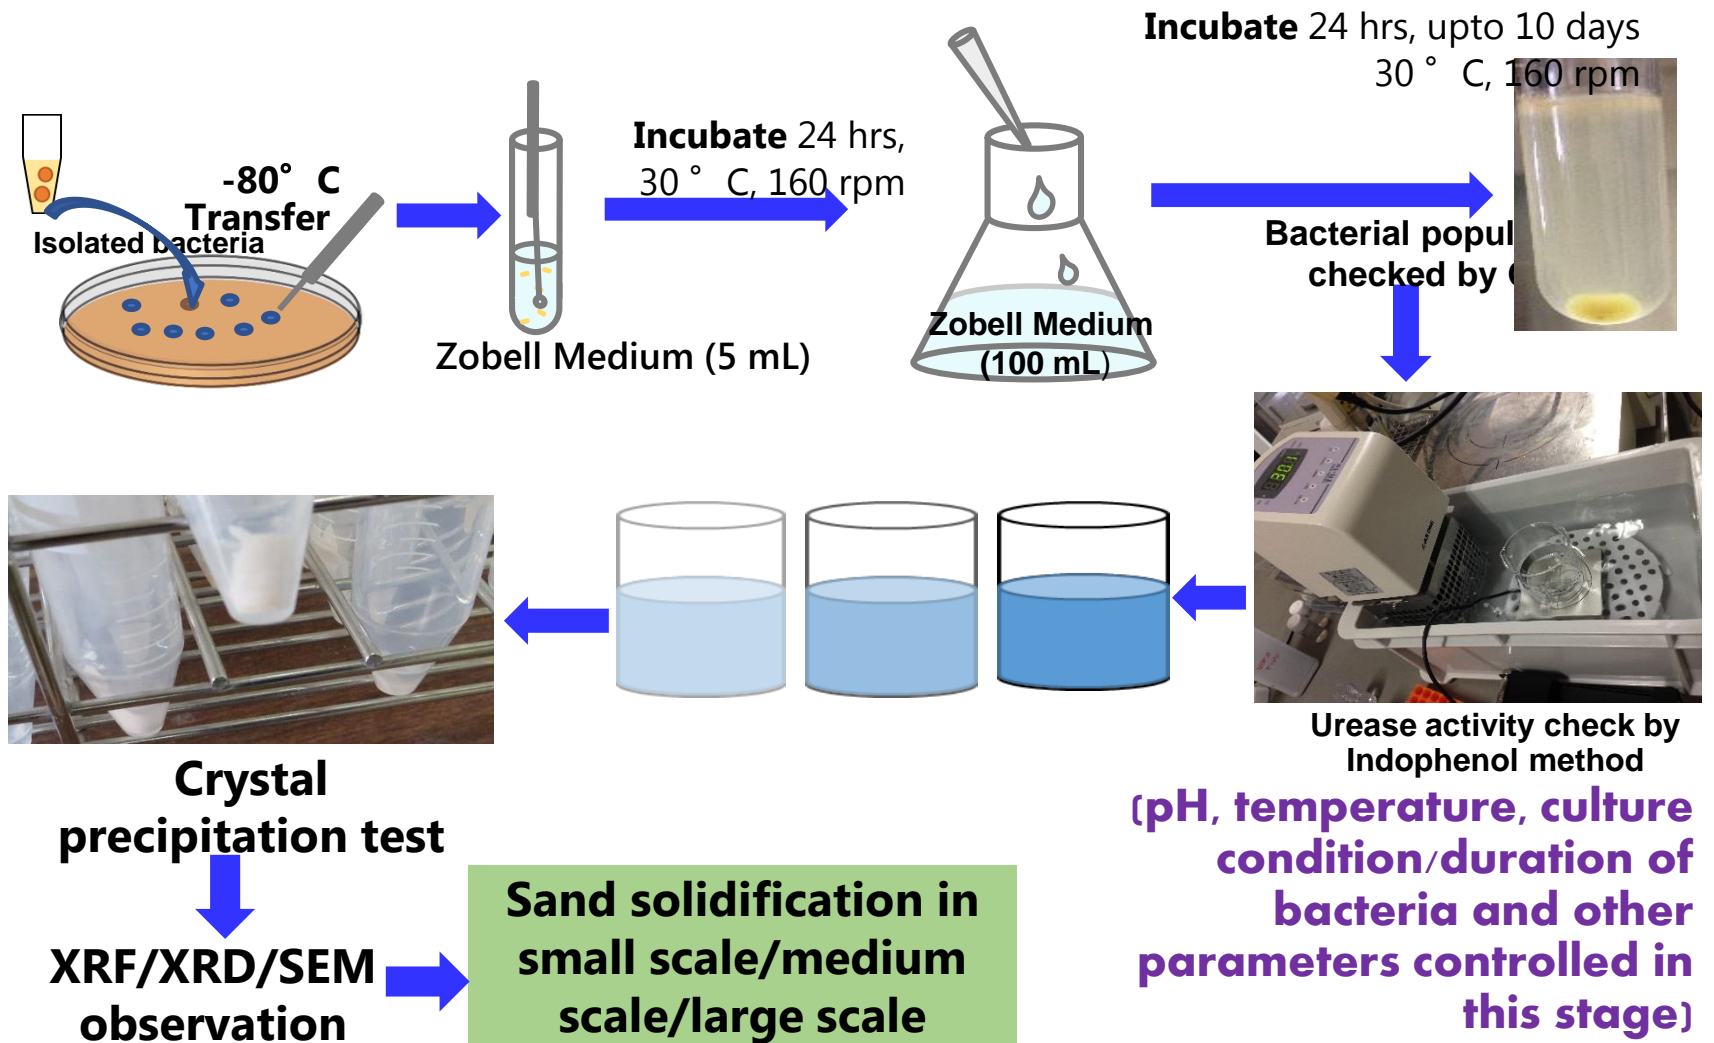 Incubate 24 hrs, upto 10 days
30 ° C, 160 rpm
Incubate 24 hrs,
30 ° C, 160 rpm
-80° C
Transfer
Isolated bacteria
Bacterial popul
checked by
Zobell Medium
(100 mL)
Zobell Medium (5 mL)
Urease activity check by
Indophenol method
(pH, temperature, culture
condition/duration of
bacteria and other
parameters controlled in
this stage)
Crystal
precipitation test
XRF/XRD/SEM
observation
Sand solidification in
small scale/medium
scale/large scale